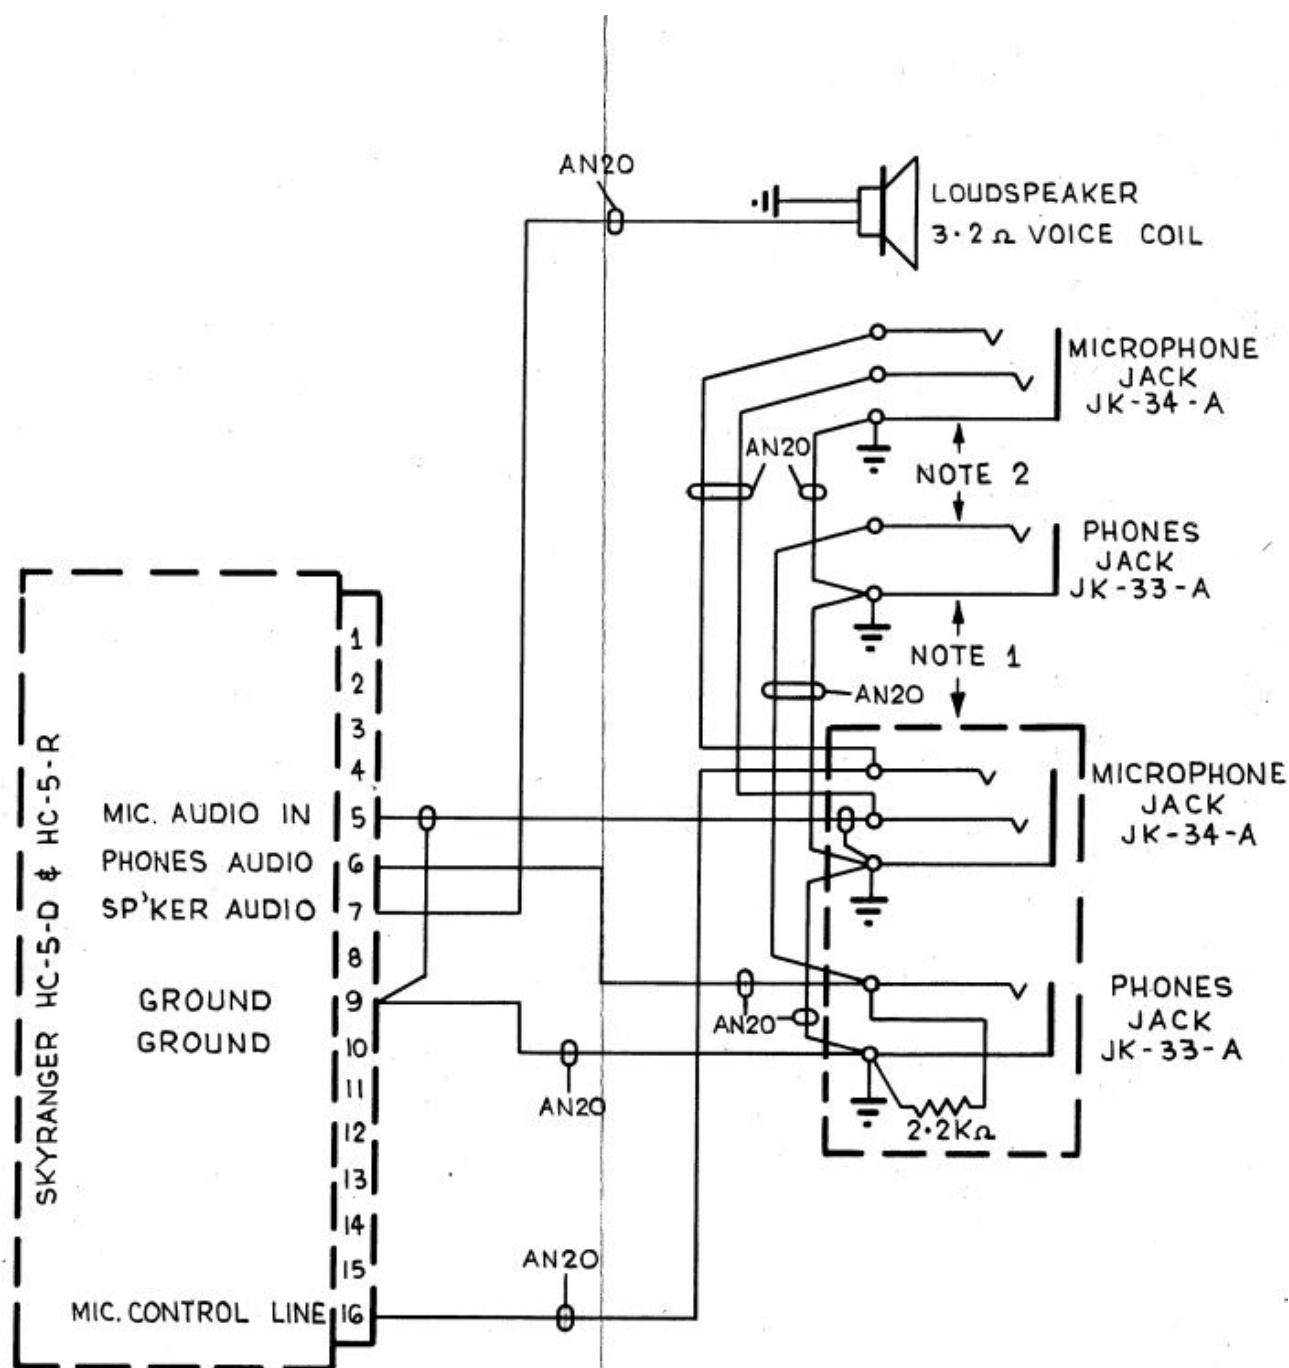 AN20
LOUDSPEAKER
3·2 Ω VOICE COIL
MICROPHONE
JACK
JK-34-A
AN20
NOTE 2
PHONES
JACK
JK-33-A
NOTE 1
AN20
SKYRANGER HC-5-D & HC-5-R
1
2
3
4
MIC. AUDIO IN 5
PHONES AUDIO 6
SP'KER AUDIO 7
8
GROUND 9
GROUND 10
11
12
13
14
15
MIC. CONTROL LINE 16
MICROPHONE
JACK
JK-34-A
PHONES
JACK
JK-33-A
AN20
AN20
2·2KΩ
AN20